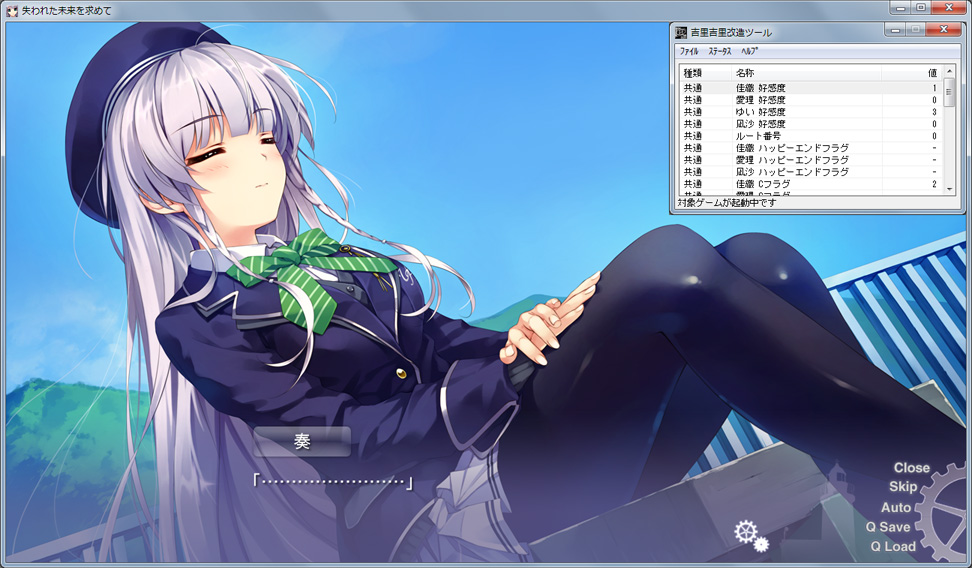 失われた未来を求めて
吉里吉里改造ツール
ﾌｧｲﾙ ｽﾃｰﾀｽ ﾍﾙﾌﾟ
種類 名称 値
共通 佳織 好感度 1
共通 愛理 好感度 0
共通 ゆい 好感度 3
共通 凪沙 好感度 0
共通 ルート番号 0
共通 佳織 ハッピーエンドフラグ -
共通 愛理 ハッピーエンドフラグ -
共通 凪沙 ハッピーエンドフラグ -
共通 佳織 Cフラグ 2
対象ゲームが起動中です
奏
「……………………」
Close
Skip
Auto
Q Save
Q Load